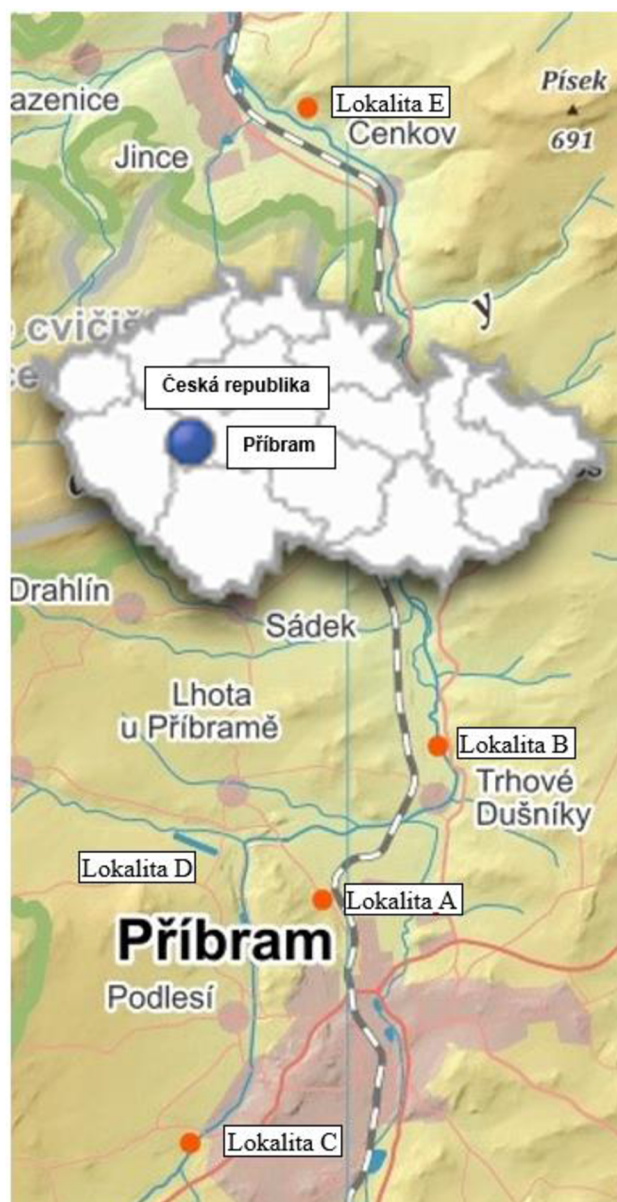 azenice
Lokalita E
Písek
691
Cenkov
Jince
y
cvičiš
ce
Česká republika
Příbram
Drahlín
Sádek
Lhota
u Příbramě
Lokalita B
Trhové
Dušníky
Lokalita D
Lokalita A
Příbram
Podlesí
Lokalita C